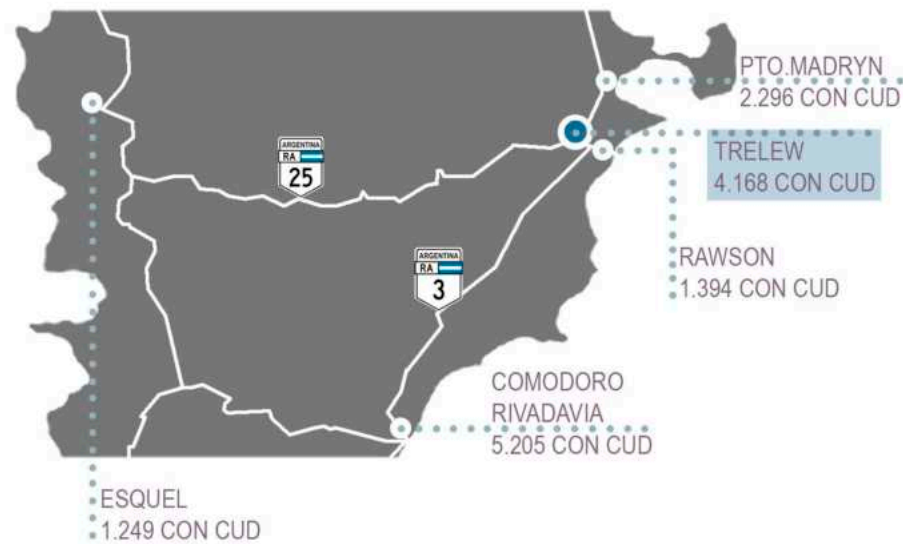 PTO.MADRYN
2.296 CON CUD
TRELEW
4.168 CON CUD
ARGENTINA
RA
25
RAWSON
1.394 CON CUD
ARGENTINA
RA
3
COMODORO
RIVADAVIA
5.205 CON CUD
ESQUEL
1.249 CON CUD